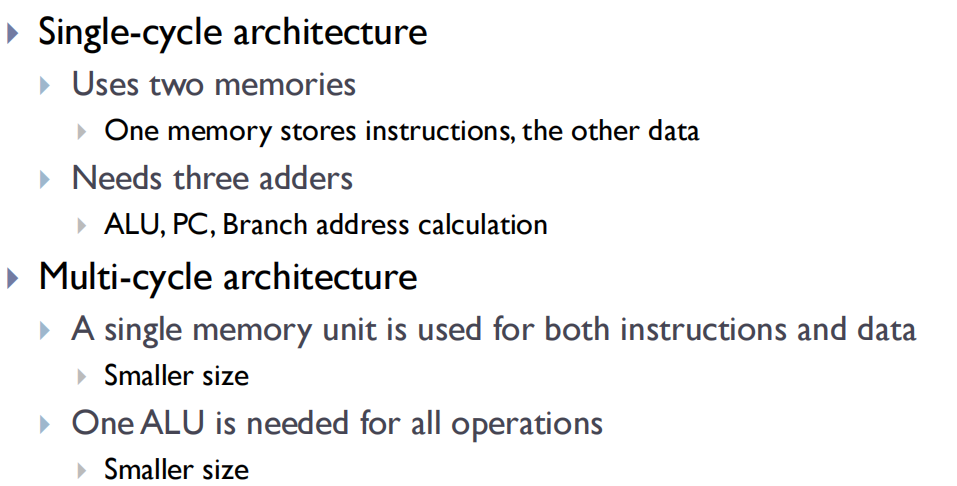 Single-cycle architecture
Uses two memories
One memory stores instructions, the other data
Needs three adders
ALU, PC, Branch address calculation
Multi-cycle architecture
A single memory unit is used for both instructions and data
Smaller size
One ALU is needed for all operations
Smaller size